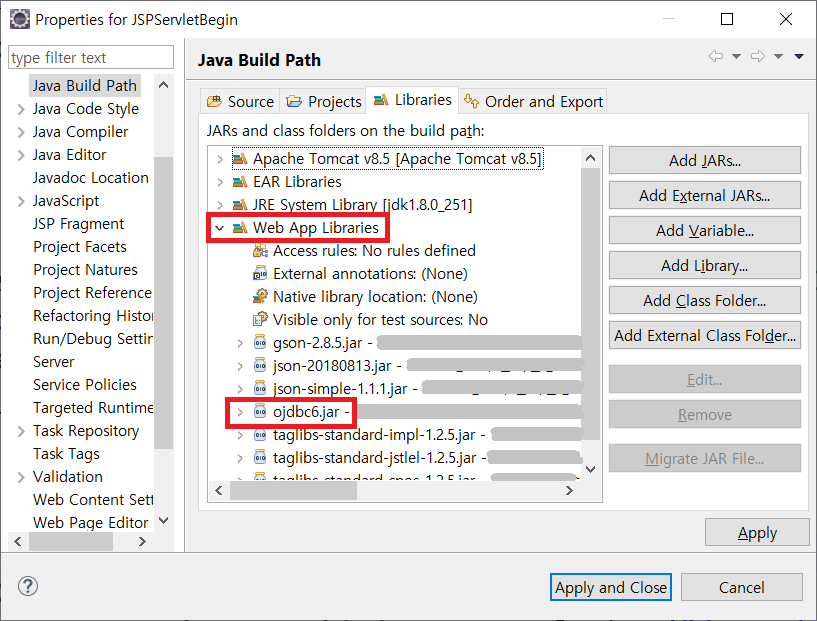 Properties for JSPServletBegin
type filter text
Java Build Path
Java Code Style
Java Compiler
Java Editor
Javadoc Location
JavaScript
JSP Fragment
Project Facets
Project Natures
Project Reference
Refactoring Histor
Run/Debug Settin
Server
Service Policies
Targeted Runtime
Task Repository
Task Tags
Validation
Web Content Sett
Web Page Editor
Java Build Path
Source Projects Libraries Order and Export
JARs and class folders on the build path:
Apache Tomcat v8.5 [Apache Tomcat v8.5]
EAR Libraries
JRE System Library [jdk1.8.0_251]
Web App Libraries
Access rules: No rules defined
External annotations: (None)
Native library location: (None)
Visible only for test sources: No
gson-2.8.5.jar -
json-20180813.jar -
json-simple-1.1.1.jar -
ojdbc6.jar -
taglibs-standard-impl-1.2.5.jar -
taglibs-standard-jstlel-1.2.5.jar -
taglibs-standard-spec-1.2.5.jar -
Add JARs...
Add External JARs...
Add Variable...
Add Library...
Add Class Folder...
Add External Class Folder...
Edit...
Remove
Migrate JAR File...
Apply
Apply and Close
Cancel